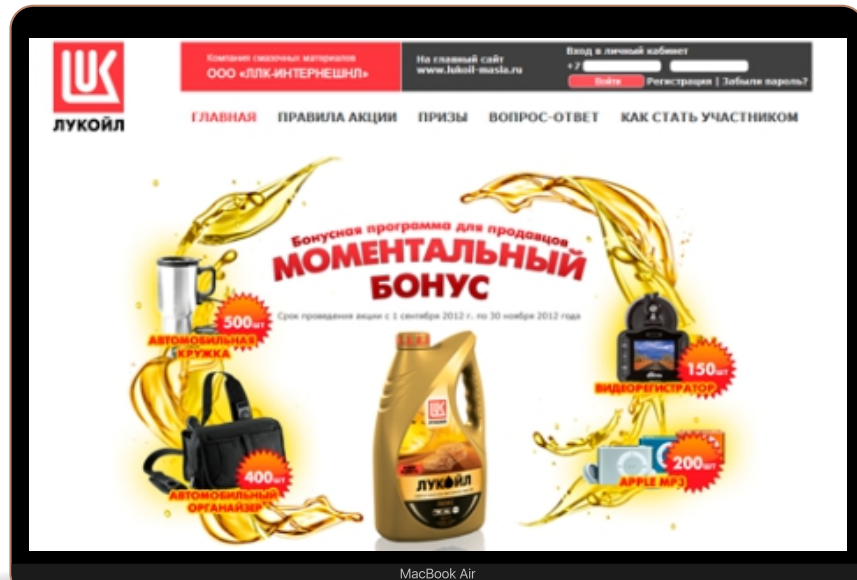 ЛУКОЙЛ
Компания смазочных материалов
ООО «ЛЛК-ИНТЕРНЕШНЛ»
На главный сайт
www.lukoil-masla.ru
Вход в личный кабинет
+7
Войти
Регистрация | Забыли пароль?
ГЛАВНАЯ
ПРАВИЛА АКЦИИ
ПРИЗЫ
ВОПРОС-ОТВЕТ
КАК СТАТЬ УЧАСТНИКОМ
Бонусная программа для продавцов
МОМЕНТАЛЬНЫЙ
БОНУС
Срок проведения акции с 1 сентября 2012 г. по 30 ноября 2012 года
500шт
АВТОМОБИЛЬНАЯ
КРУЖКА
150шт
ВИДЕОРЕГИСТРАТОР
400шт
АВТОМОБИЛЬНЫЙ
ОРГАНАЙЗЕР
ЛУКОЙЛ
ЛУКОЙЛ
200шт
APPLE MP3
MacBook Air